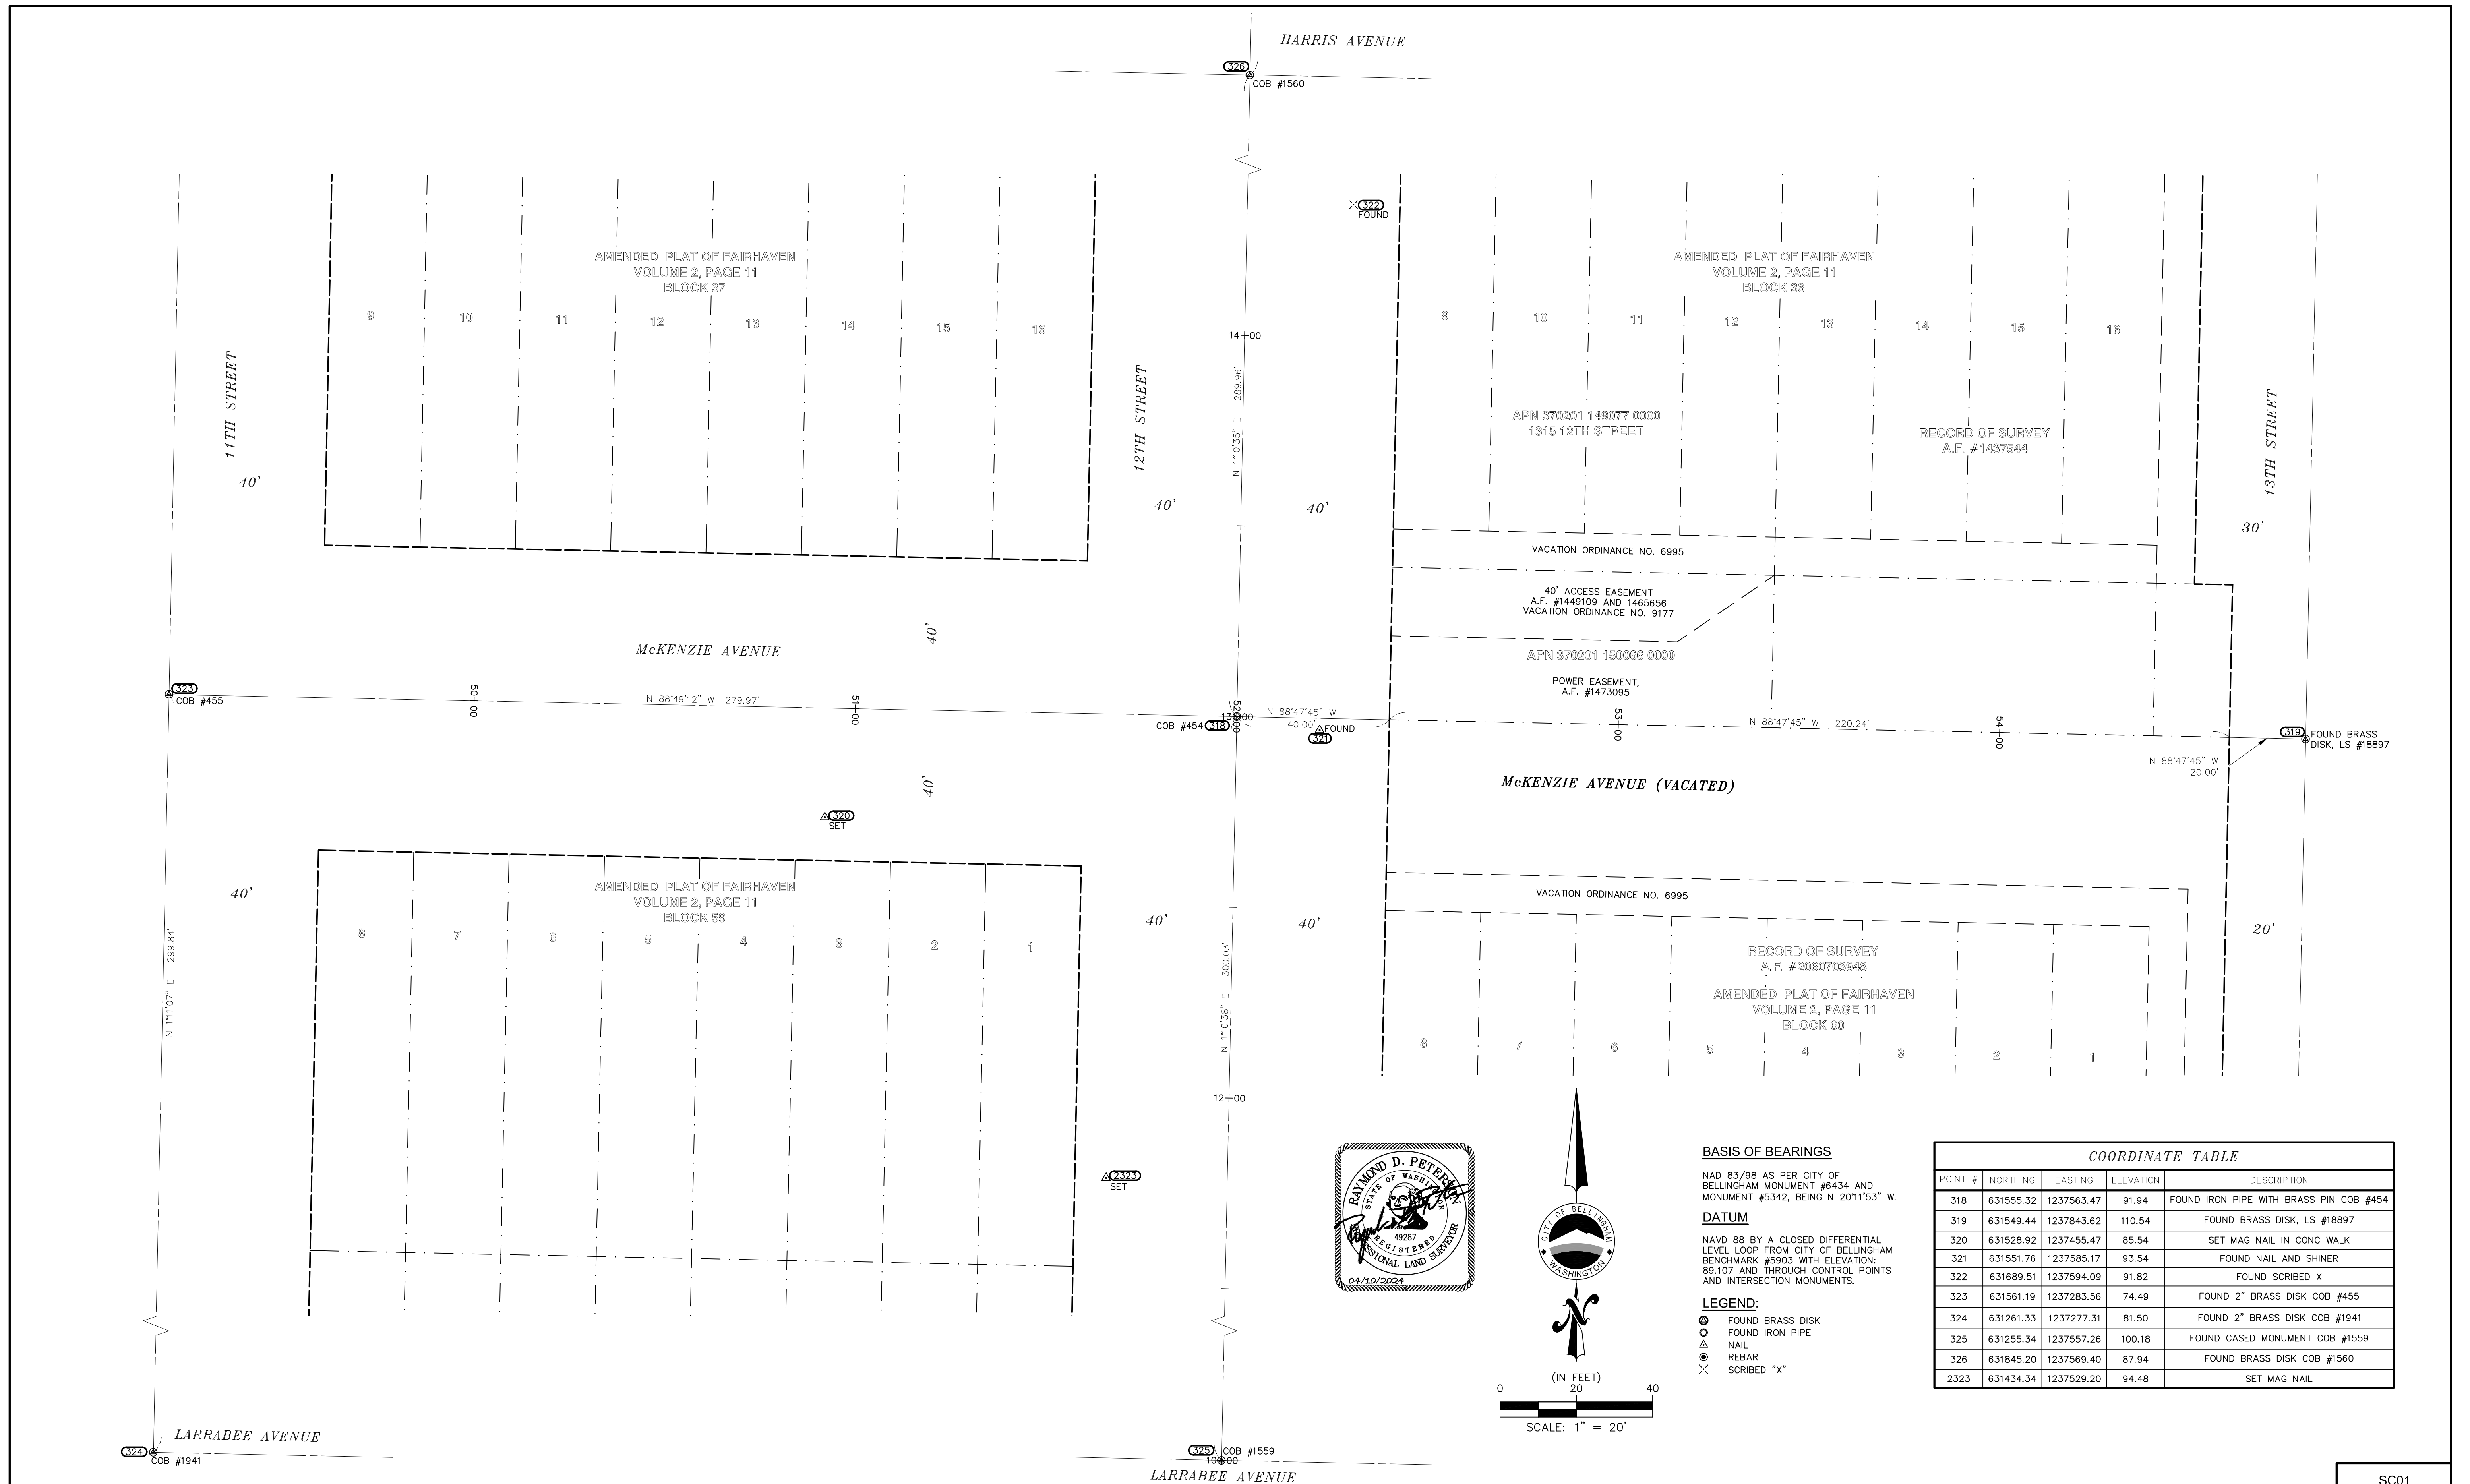 HARRIS AVENUE
326
COB #1560
322
FOUND
AMENDED PLAT OF FAIRHAVEN
VOLUME 2, PAGE 11
BLOCK 37
9
10
11
12
13
14
15
16
AMENDED PLAT OF FAIRHAVEN
VOLUME 2, PAGE 11
BLOCK 36
9
10
11
12
13
14
15
16
14+00
11TH STREET
12TH STREET
13TH STREET
N 1°10'35" E 289.96'
APN 370201 149077 0000
1315 12TH STREET
RECORD OF SURVEY
A.F. #1437544
40'
40'
40'
30'
VACATION ORDINANCE NO. 6995
40' ACCESS EASEMENT
A.F. #1449109 AND 1465656
VACATION ORDINANCE NO. 9177
40'
McKENZIE AVENUE
APN 370201 150066 0000
POWER EASEMENT,
A.F. #1473095
323
COB #455
50+00
N 88°49'12" W 279.97'
51+00
52+00
13+00
COB #454 318
N 88°47'45" W
40.00'
FOUND
321
53+00
N 88°47'45" W 220.24'
54+00
319
FOUND BRASS
DISK, LS #18897
N 88°47'45" W
20.00'
McKENZIE AVENUE (VACATED)
40'
320
SET
AMENDED PLAT OF FAIRHAVEN
VOLUME 2, PAGE 11
BLOCK 59
8
7
6
5
4
3
2
1
40'
40'
40'
20'
VACATION ORDINANCE NO. 6995
RECORD OF SURVEY
A.F. #2060703948
AMENDED PLAT OF FAIRHAVEN
VOLUME 2, PAGE 11
BLOCK 60
8
7
6
5
4
3
2
1
N 1°11'07" E 299.84'
N 1°10'38" E 300.03'
12+00
2323
SET
RAYMOND D. PETERSON
STATE OF WASHINGTON
49287
REGISTERED
PROFESSIONAL LAND SURVEYOR
04/10/2024
CITY OF BELLINGHAM
WASHINGTON
N
(IN FEET)
0 20 40
SCALE: 1" = 20'
BASIS OF BEARINGS
NAD 83/98 AS PER CITY OF
BELLINGHAM MONUMENT #6434 AND
MONUMENT #5342, BEING N 20°11'53" W.
DATUM
NAVD 88 BY A CLOSED DIFFERENTIAL
LEVEL LOOP FROM CITY OF BELLINGHAM
BENCHMARK #5903 WITH ELEVATION:
89.107 AND THROUGH CONTROL POINTS
AND INTERSECTION MONUMENTS.
LEGEND:
FOUND BRASS DISK
FOUND IRON PIPE
NAIL
REBAR
SCRIBED "X"
COORDINATE TABLE
POINT # NORTHING EASTING ELEVATION DESCRIPTION
318 631555.32 1237563.47 91.94 FOUND IRON PIPE WITH BRASS PIN COB #454
319 631549.44 1237843.62 110.54 FOUND BRASS DISK, LS #18897
320 631528.92 1237455.47 85.54 SET MAG NAIL IN CONC WALK
321 631551.76 1237585.17 93.54 FOUND NAIL AND SHINER
322 631689.51 1237594.09 91.82 FOUND SCRIBED X
323 631561.19 1237283.56 74.49 FOUND 2" BRASS DISK COB #455
324 631261.33 1237277.31 81.50 FOUND 2" BRASS DISK COB #1941
325 631255.34 1237557.26 100.18 FOUND CASED MONUMENT COB #1559
326 631845.20 1237569.40 87.94 FOUND BRASS DISK COB #1560
2323 631434.34 1237529.20 94.48 SET MAG NAIL
LARRABEE AVENUE
324
COB #1941
325 COB #1559
10+00
LARRABEE AVENUE
SC01